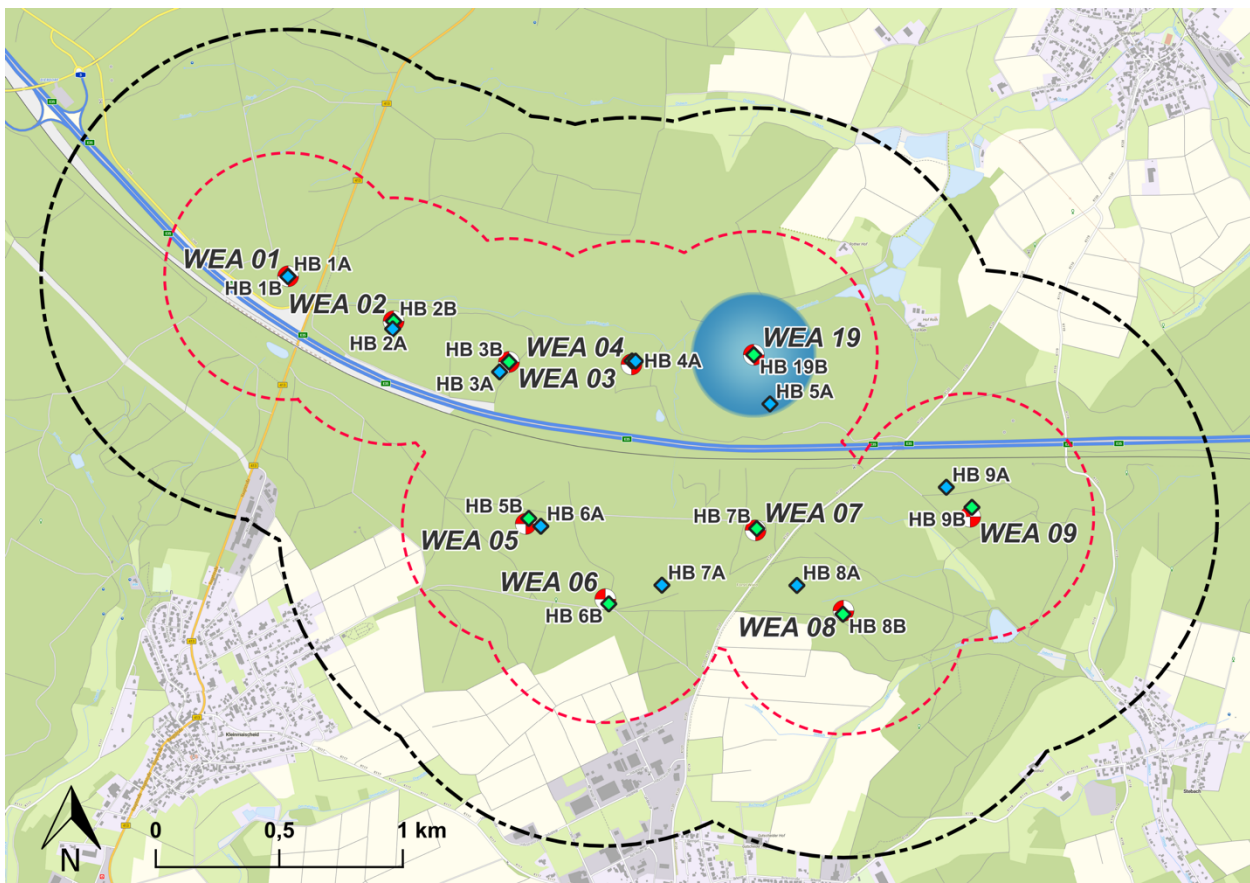 WEA 01
HB 1A
HB 1B
WEA 02
HB 2B
HB 2A
HB 3B
WEA 04
HB 4A
WEA 19
HB 19B
HB 3A
WEA 03
HB 5A
HB 9A
HB 5B
HB 6A
HB 7B
WEA 07
HB 9B
WEA 05
WEA 09
WEA 06
HB 7A
HB 8A
HB 6B
WEA 08
HB 8B
0
0,5
1 km
N